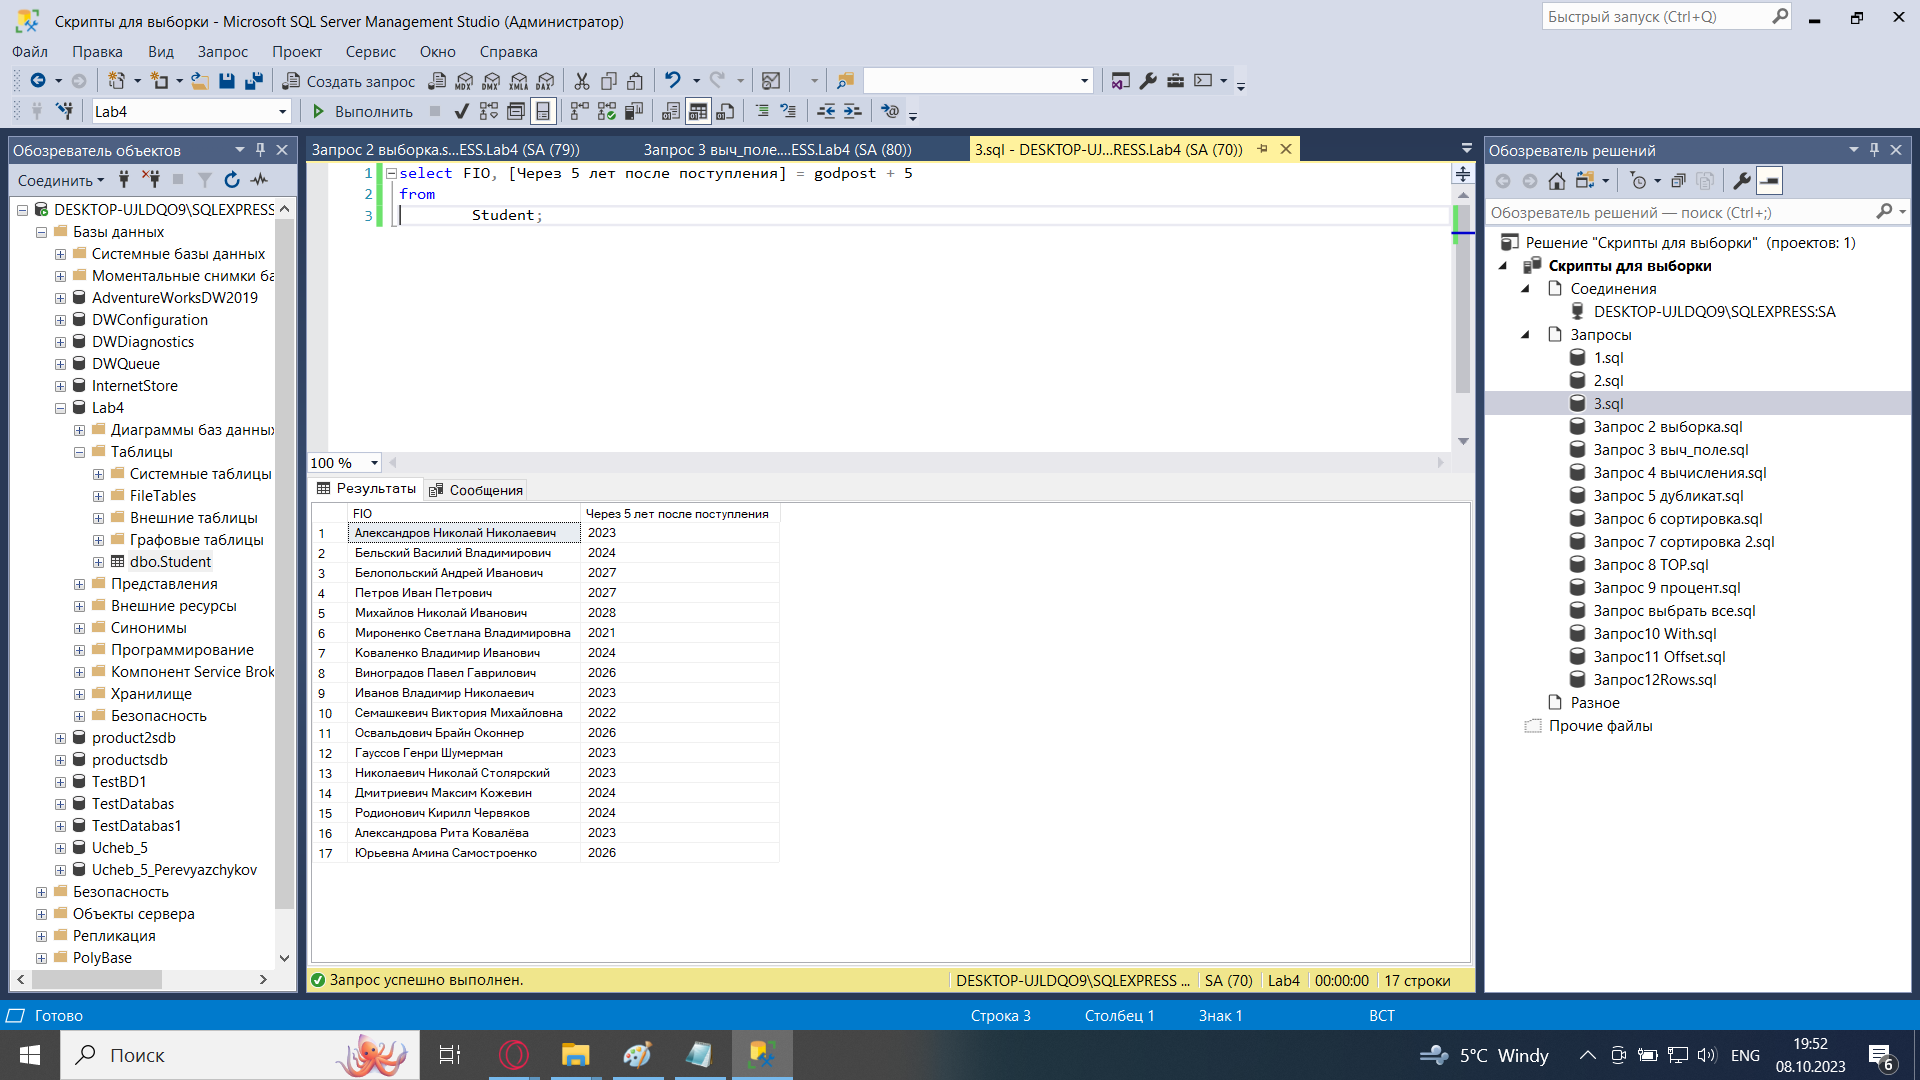 Скрипты для выборки - Microsoft SQL Server Management Studio (Администратор)
Быстрый запуск (Ctrl+Q)
Файл Правка Вид Запрос Проект Сервис Окно Справка
Создать запрос
Lab4
Выполнить
Обозреватель объектов
Соединить
DESKTOP-UJLDQO9\SQLEXPRESS
Базы данных
Системные базы данных
Моментальные снимки ба
AdventureWorksDW2019
DWConfiguration
DWDiagnostics
DWQueue
InternetStore
Lab4
Диаграммы баз данны
Таблицы
Системные таблицы
FileTables
Внешние таблицы
Графовые таблицы
dbo.Student
Представления
Внешние ресурсы
Синонимы
Программирование
Компонент Service Brok
Хранилище
Безопасность
product2sdb
productsdb
TestBD1
TestDatabas
TestDatabas1
Ucheb_5
Ucheb_5_Perevyazchykov
Безопасность
Объекты сервера
Репликация
PolyBase
Запрос 2 выборка.s...ESS.Lab4 (SA (79))
Запрос 3 выч_поле....ESS.Lab4 (SA (80))
3.sql - DESKTOP-UJ...RESS.Lab4 (SA (70))
1 select FIO, [Через 5 лет после поступления] = godpost + 5
2 from
3 Student;
100 %
Результаты
Сообщения
FIO Через 5 лет после поступления
1 Александров Николай Николаевич 2023
2 Бельский Василий Владимирович 2024
3 Белопольский Андрей Иванович 2027
4 Петров Иван Петрович 2027
5 Михайлов Николай Иванович 2028
6 Мироненко Светлана Владимировна 2021
7 Коваленко Владимир Иванович 2024
8 Виноградов Павел Гаврилович 2026
9 Иванов Владимир Николаевич 2023
10 Семашкевич Виктория Михайловна 2022
11 Освальдович Брайн Оконнер 2026
12 Гауссов Генри Шумерман 2023
13 Николаевич Николай Столярский 2023
14 Дмитриевич Максим Кожевин 2024
15 Родионович Кирилл Червяков 2024
16 Александрова Рита Ковалёва 2023
17 Юрьевна Амина Самостроенко 2026
Запрос успешно выполнен.
DESKTOP-UJLDQO9\SQLEXPRESS ... SA (70) Lab4 00:00:00 17 строки
Обозреватель решений
Обозреватель решений — поиск (Ctrl+;)
Решение "Скрипты для выборки" (проектов: 1)
Скрипты для выборки
Соединения
DESKTOP-UJLDQO9\SQLEXPRESS:SA
Запросы
1.sql
2.sql
3.sql
Запрос 2 выборка.sql
Запрос 3 выч_поле.sql
Запрос 4 вычисления.sql
Запрос 5 дубликат.sql
Запрос 6 сортировка.sql
Запрос 7 сортировка 2.sql
Запрос 8 TOP.sql
Запрос 9 процент.sql
Запрос выбрать все.sql
Запрос10 With.sql
Запрос11 Offset.sql
Запрос12Rows.sql
Разное
Прочие файлы
Готово
Строка 3
Столбец 1
Знак 1
ВСТ
Поиск
5°C Windy
ENG
19:52
08.10.2023
6